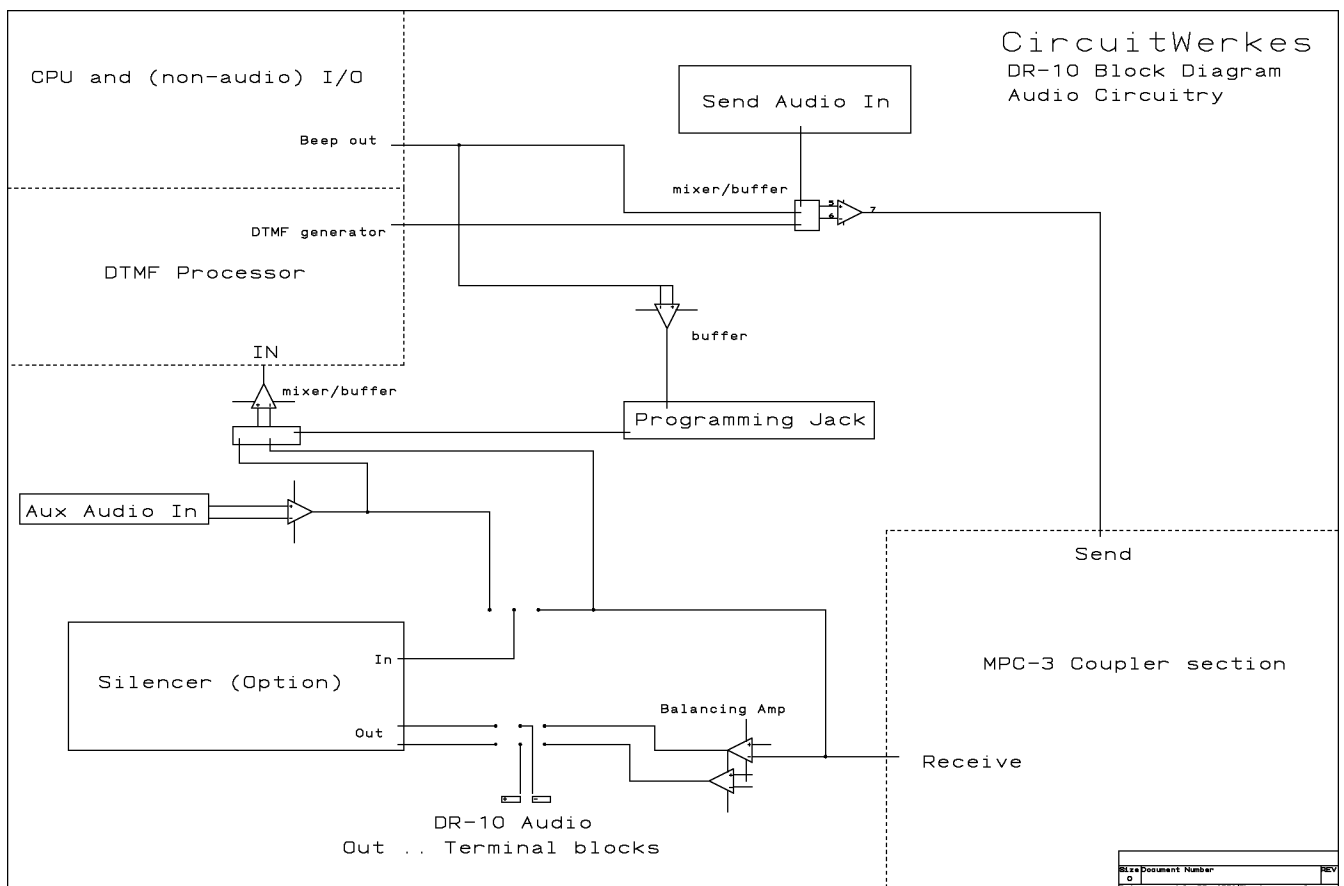 CircuitWerkes
DR-10 Block Diagram
Audio Circuitry
CPU and (non-audio) I/O
Send Audio In
Beep out
mixer/buffer
5
6
7
DTMF generator
DTMF Processor
buffer
IN
mixer/buffer
Programming Jack
Aux Audio In
Send
In
MPC-3 Coupler section
Silencer (Option)
Balancing Amp
Out
Receive
DR-10 Audio
Out .. Terminal blocks
Size Document Number REV